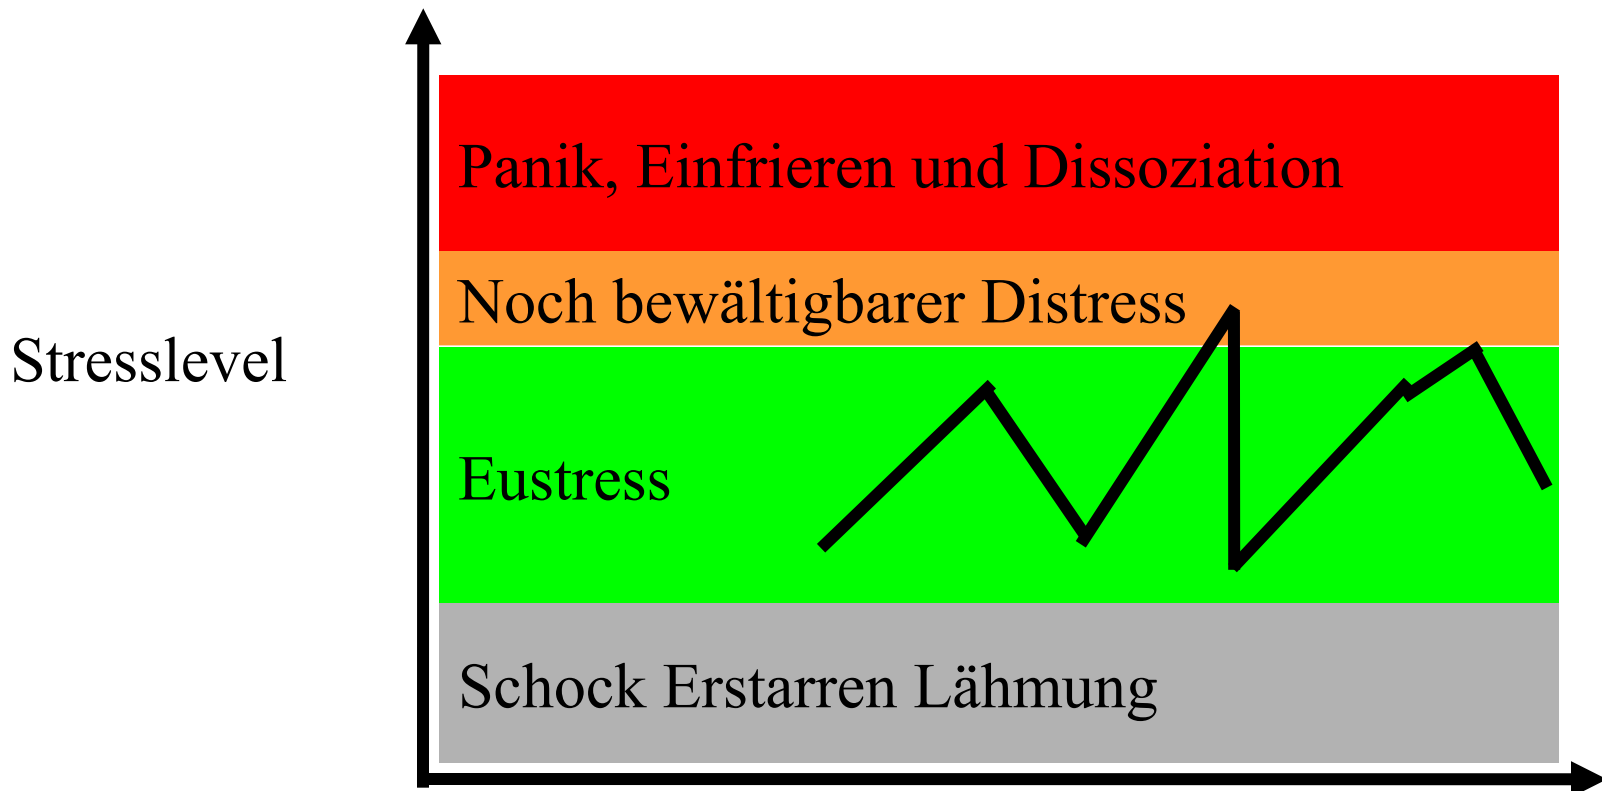 Panik, Einfrieren und Dissoziation
Noch bewältigbarer Distress
Stresslevel
Eustress
Schock Erstarren Lähmung